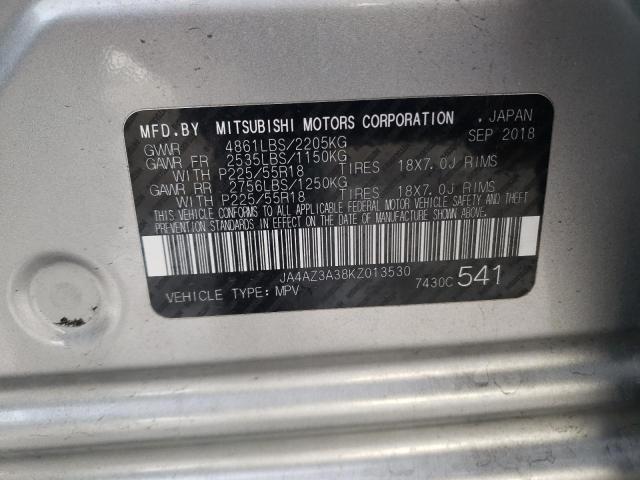 MFD.BY MITSUBISHI MOTORS CORPORATION . JAPAN
GVWR 4861LBS/2205KG SEP 2018
GAWR FR 2535LBS/1150KG
WITH P225/55R18 TIRES 18X7.0J RIMS
GAWR RR 2756LBS/1250KG
WITH P225/55R18 TIRES 18X7.0J RIMS
THIS VEHICLE CONFORMS TO ALL APPLICABLE FEDERAL MOTOR VEHICLE SAFETY AND THEFT
PREVENTION STANDARDS IN EFFECT ON THE DATE OF MANUFACTURE SHOWN ABOVE.
JA4AZ3A38KZ013530
VEHICLE TYPE:MPV 7430C 541